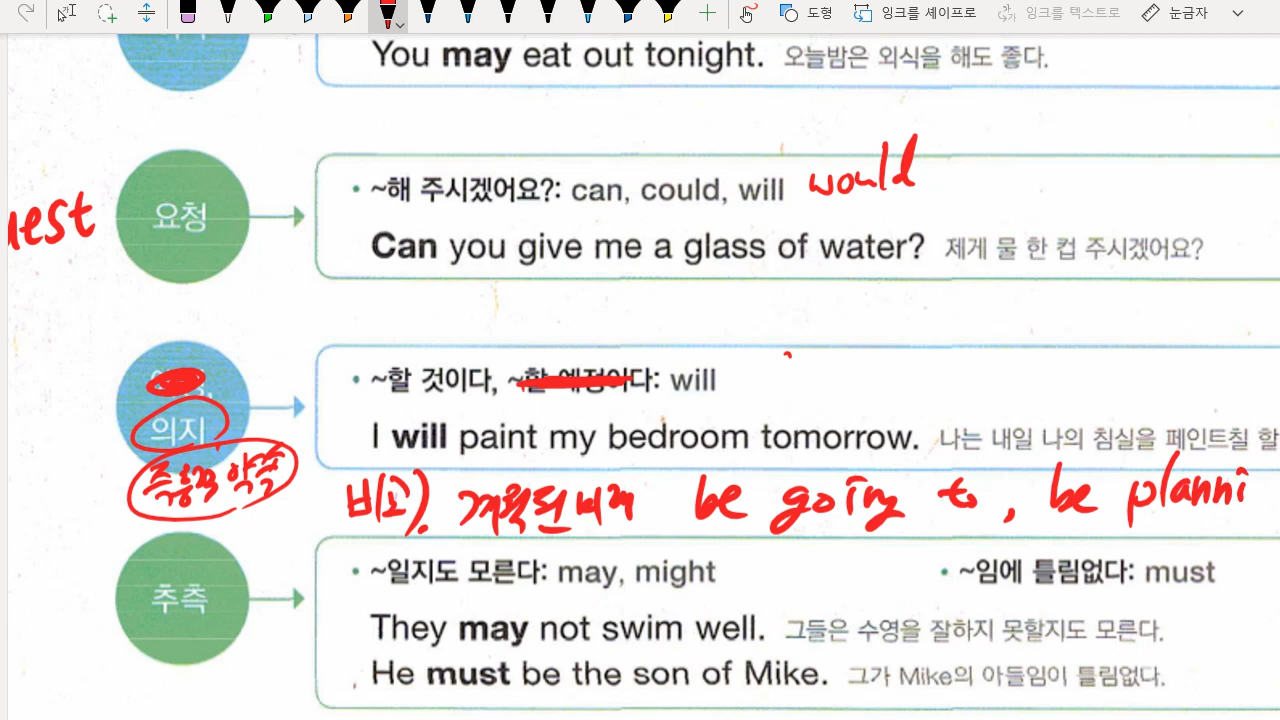 도형
잉크를 셰이프로
잉크를 텍스트로
눈금자
You may eat out tonight. 오늘밤은 외식을 해도 좋다.
요청
~해 주시겠어요?: can, could, will would
Can you give me a glass of water? 제게 물 한 컵 주시겠어요?
의지
~할 것이다, ~할 예정이다: will
I will paint my bedroom tomorrow. 나는 내일 나의 침실을 페인트칠 할
즉흥적 약속
비교). 계획된 미래 be going to, be planni
추측
~일지도 모른다: may, might
~임에 틀림없다: must
They may not swim well. 그들은 수영을 잘하지 못할지도 모른다.
He must be the son of Mike. 그가 Mike의 아들임이 틀림없다.